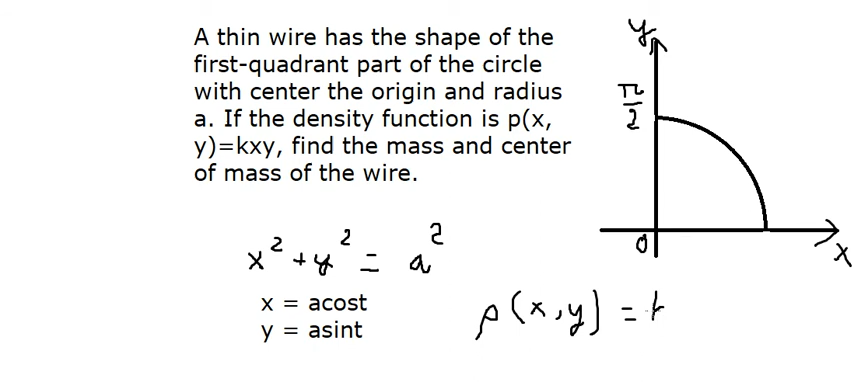 A thin wire has the shape of the
first-quadrant part of the circle
with center the origin and radius
a. If the density function is p(x,
y)=kxy, find the mass and center
of mass of the wire.
y
π/2
0
x
x² + y² = a²
x = acost
y = asint
ρ(x,y) =